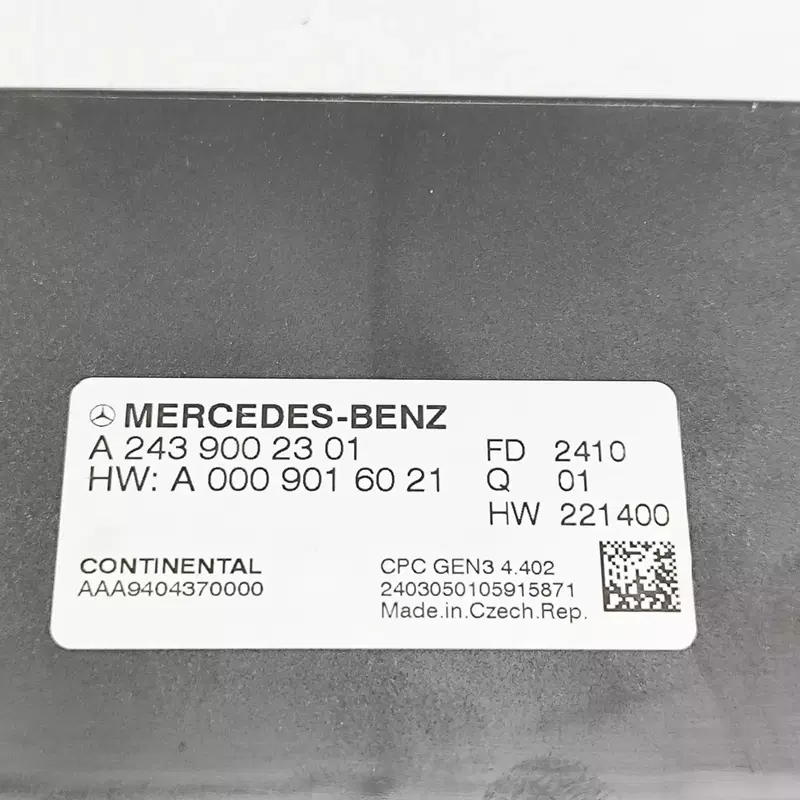 MERCEDES-BENZ
A 243 900 23 01
HW: A 000 901 60 21
FD 2410
Q 01
HW 221400
CONTINENTAL
AAA9404370000
CPC GEN3 4.402
2403050105915871
Made.in.Czech.Rep.